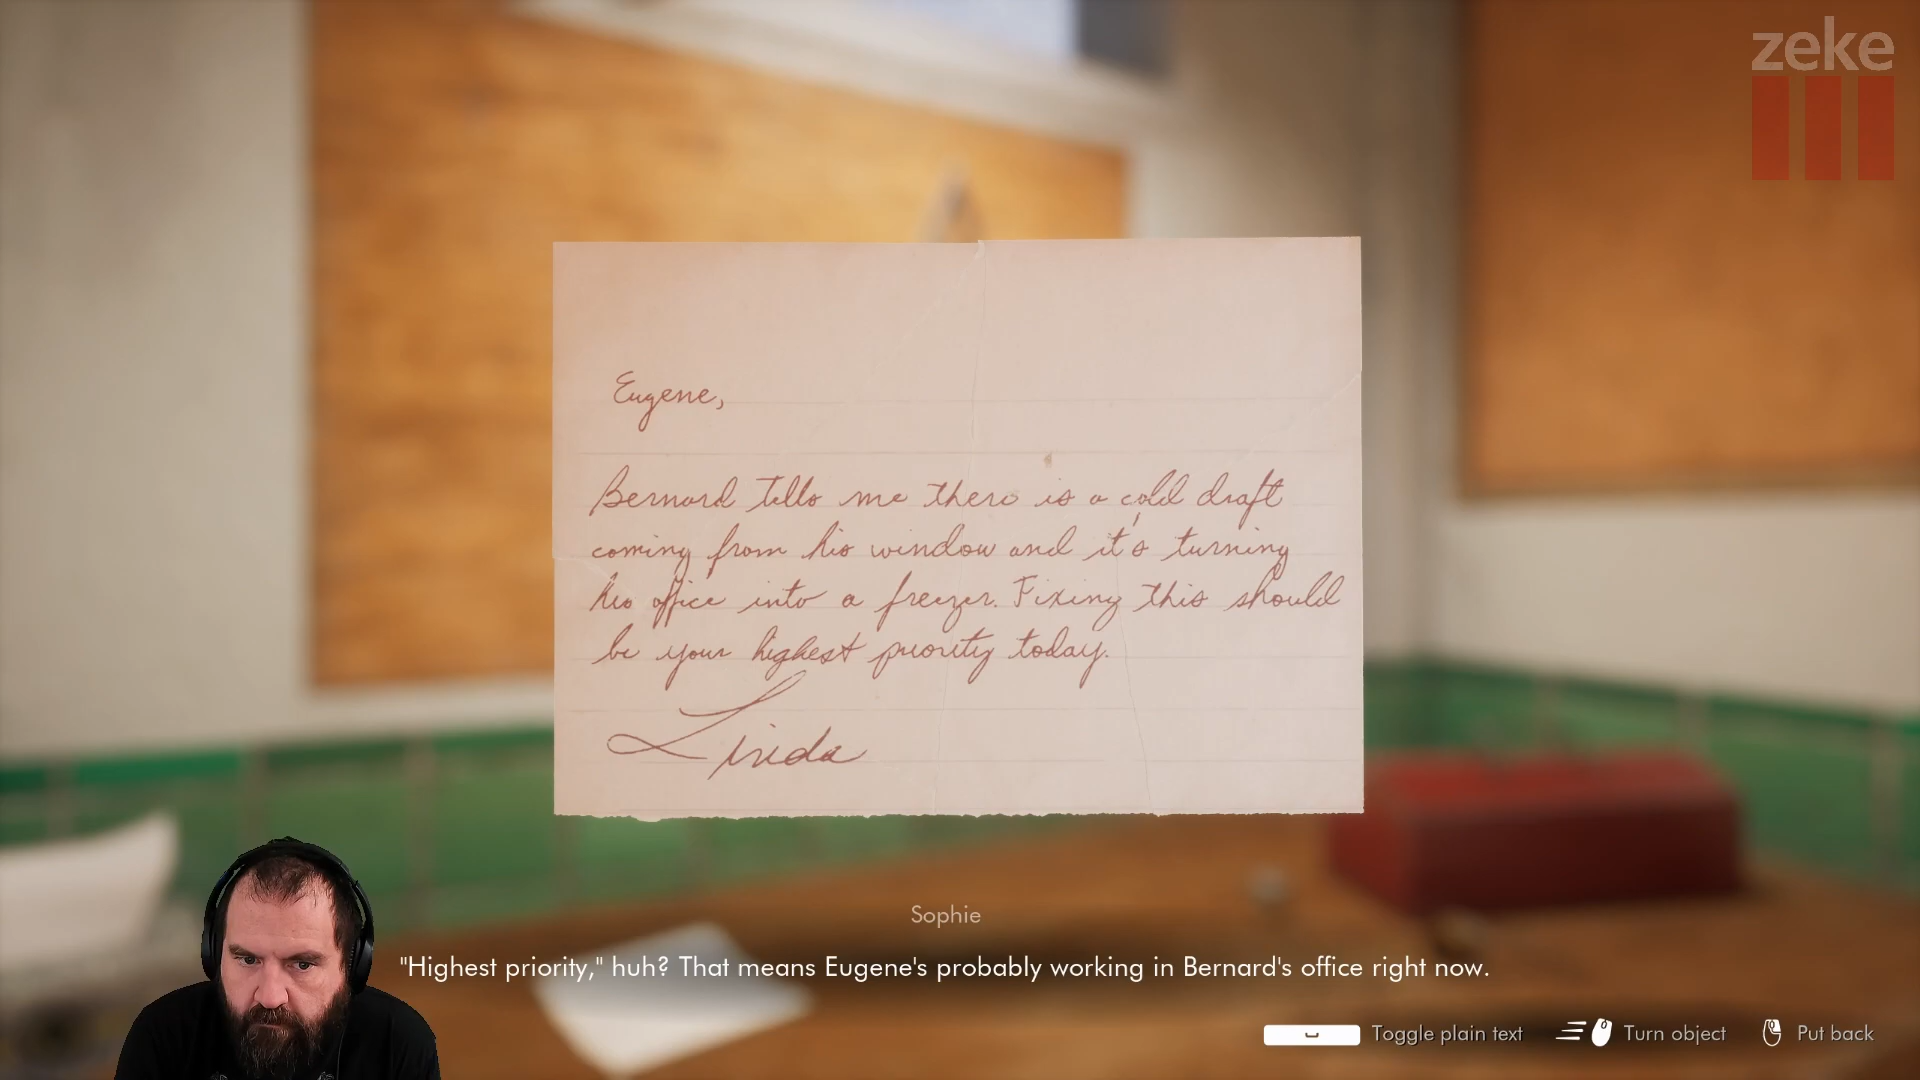 zeke
Eugene,
Bernard tells me there is a cold draft
coming from his window and it's turning
his office into a freezer. Fixing this should
be your highest priority today.
Linda
Sophie
"Highest priority," huh? That means Eugene's probably working in Bernard's office right now.
Toggle plain text Turn object Put back